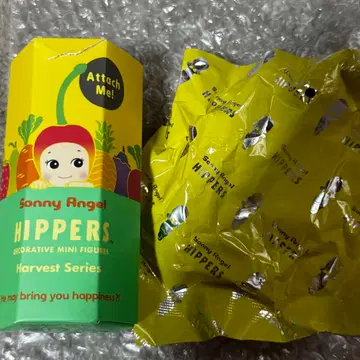 Attach
Me!
Sonny Angel
HIPPERS
DECORATIVE MINI FIGURES
Harvest Series
may bring you happiness?!
Sonny Angel
HIPPERS
Sonny Angel
HIPPERS